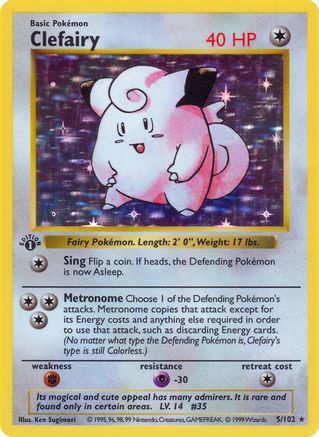 Basic Pokémon
Clefairy 40 HP
EDITION
1
Fairy Pokémon. Length: 2' 0", Weight: 17 lbs.
Sing Flip a coin. If heads, the Defending Pokémon
is now Asleep.
Metronome Choose 1 of the Defending Pokémon's
attacks. Metronome copies that attack except for
its Energy costs and anything else required in
order to use that attack, such as discarding Energy cards.
(No matter what type the Defending Pokémon is, Clefairy's
type is still Colorless.)
weakness resistance retreat cost
-30
Its magical and cute appeal has many admirers. It is rare and
found only in certain areas. LV. 14 #35
Illus. Ken Sugimori © 1995, 96, 98, 99 Nintendo, Creatures, GAMEFREAK. © 1999 Wizards. 5/102 ★